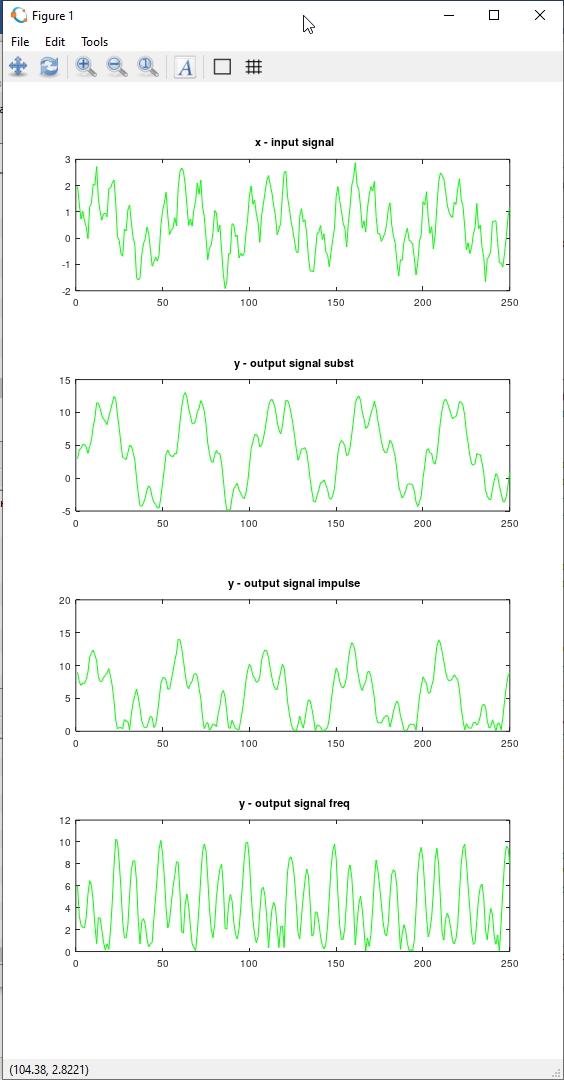 Figure 1
File Edit Tools
x - input signal
3
2
1
0
-1
-2
0 50 100 150 200 250
y - output signal subst
15
10
5
0
-5
0 50 100 150 200 250
y - output signal impulse
20
15
10
5
0
0 50 100 150 200 250
y - output signal freq
12
10
8
6
4
2
0
0 50 100 150 200 250
(104.38, 2.8221)